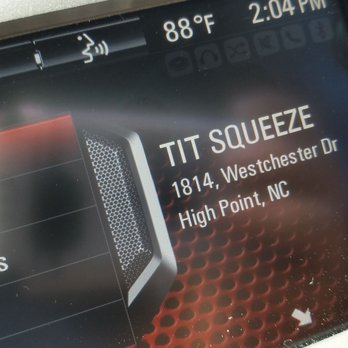 88°F
2:04 PM
TIT SQUEEZE
1814, Westchester Dr
High Point, NC
s